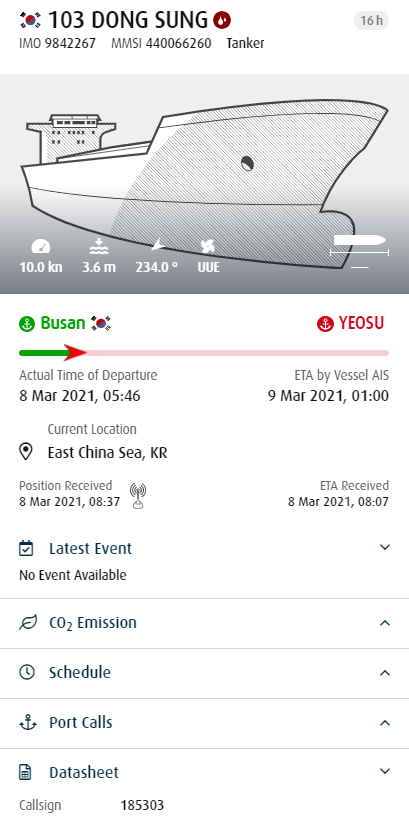 103 DONG SUNG
16 h
IMO 9842267 MMSI 440066260 Tanker
10.0 kn 3.6 m 234.0 ° UUE
Busan YEOSU
Actual Time of Departure ETA by Vessel AIS
8 Mar 2021, 05:46 9 Mar 2021, 01:00
Current Location
East China Sea, KR
Position Received ETA Received
8 Mar 2021, 08:37 8 Mar 2021, 08:07
Latest Event
No Event Available
CO2 Emission
Schedule
Port Calls
Datasheet
Callsign 185303